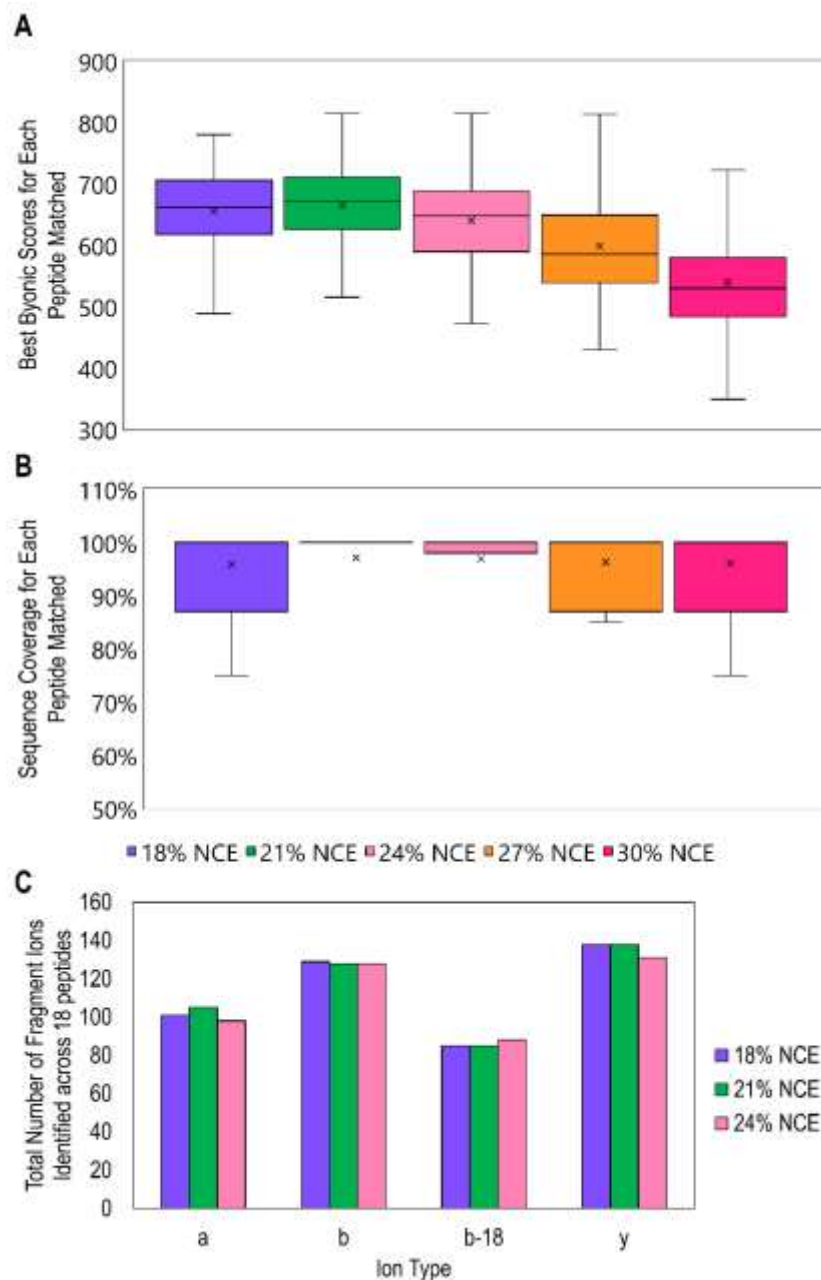 A
Best Byonic Scores for Each
Peptide Matched
900
800
700
600
500
400
300
B
Sequence Coverage for Each
Peptide Matched
110%
100%
90%
80%
70%
60%
50%
18% NCE 21% NCE 24% NCE 27% NCE 30% NCE
C
Total Number of Fragment Ions
Identified across 18 peptides
160
140
120
100
80
60
40
20
0
a b b-18 y
Ion Type
18% NCE
21% NCE
24% NCE